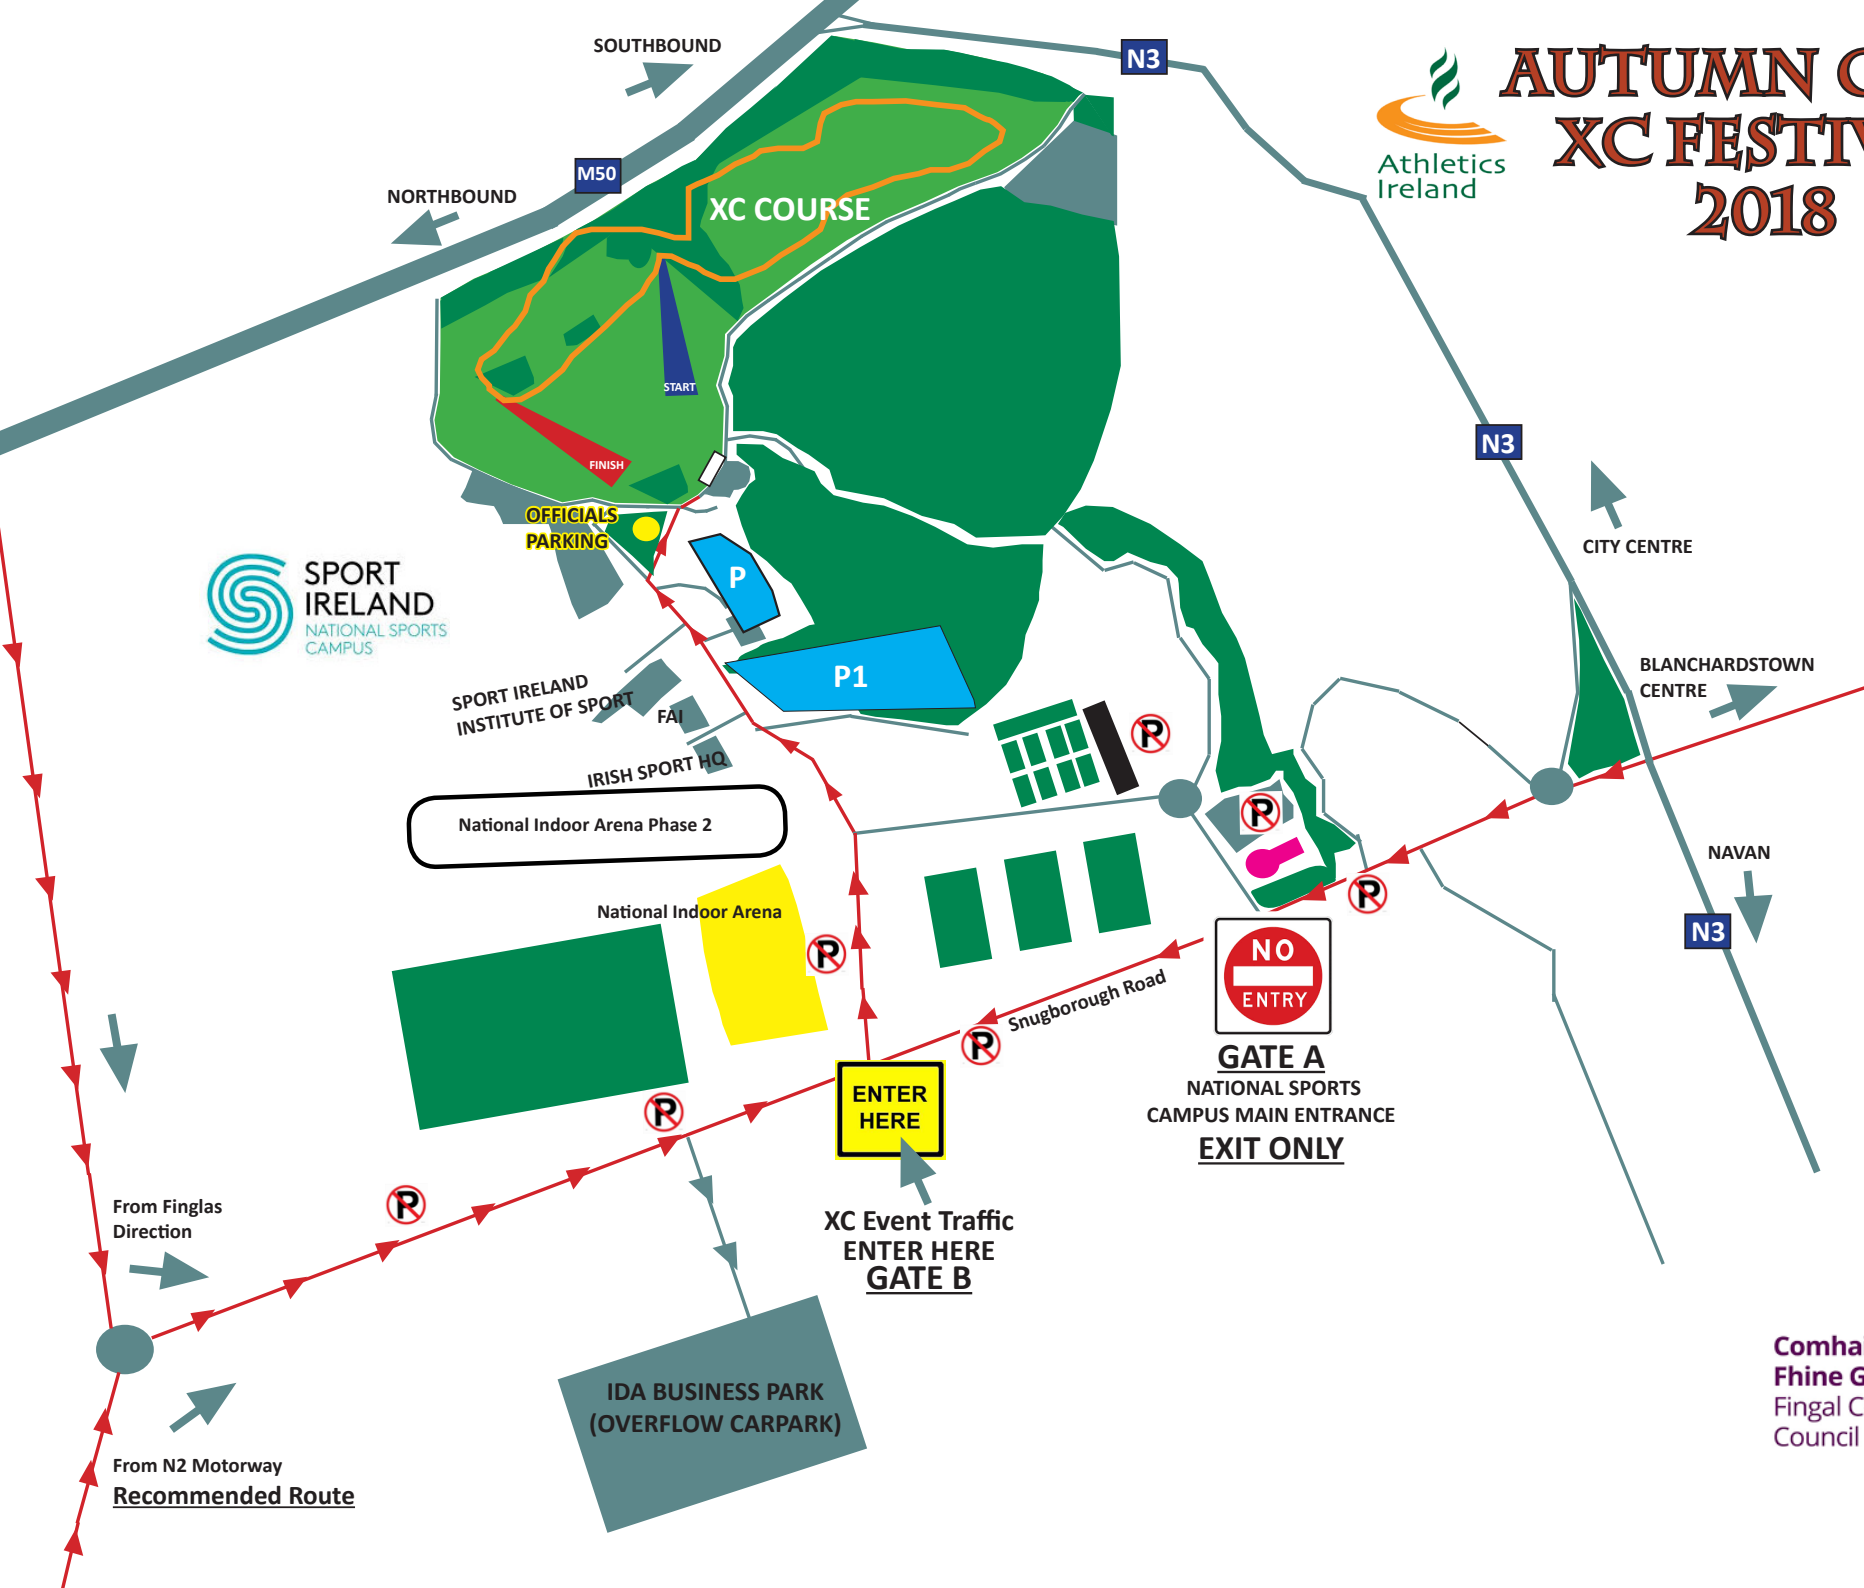 SOUTHBOUND
N3
AUTUMN
XC
2018
Athletics
Ireland
M50
NORTHBOUND
XC COURSE
START
FINISH
N3
OFFICIALS
PARKING
CITY CENTRE
SPORT
IRELAND
NATIONAL SPORTS
CAMPUS
P
P1
BLANCHARDSTOWN
CENTRE
SPORT IRELAND
INSTITUTE OF SPORT
FAI
P
IRISH SPORT HQ
National Indoor Arena Phase 2
P
NAVAN
P
National Indoor Arena
N3
P
NO
ENTRY
Snugborough Road
P
GATE A
NATIONAL SPORTS
CAMPUS MAIN ENTRANCE
EXIT ONLY
ENTER
HERE
P
P
From Finglas
Direction
XC Event Traffic
ENTER HERE
GATE B
IDA BUSINESS PARK
(OVERFLOW CARPARK)
From N2 Motorway
Recommended Route
Fhine
Fingal
Council